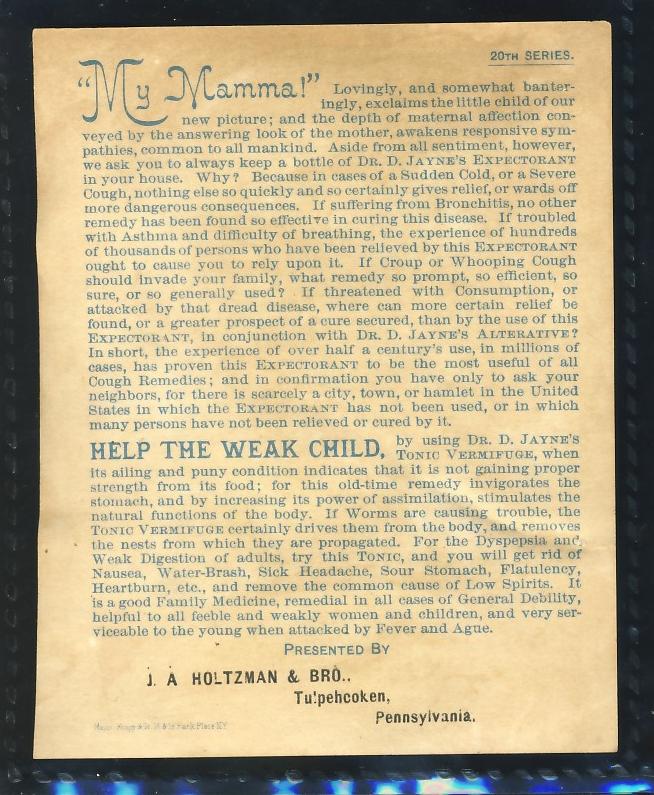 20TH SERIES.
"My Mamma!" Lovingly, and somewhat banter-
ingly, exclaims the little child of our
new picture; and the depth of maternal affection con-
veyed by the answering look of the mother, awakens responsive sym-
pathies, common to all mankind. Aside from all sentiment, however,
we ask you to always keep a bottle of DR. D. JAYNE'S EXPECTORANT
in your house. Why? Because in cases of a Sudden Cold, or a Severe
Cough, nothing else so quickly and so certainly gives relief, or wards off
more dangerous consequences. If suffering from Bronchitis, no other
remedy has been found so effective in curing this disease. If troubled
with Asthma and difficulty of breathing, the experience of hundreds
of thousands of persons who have been relieved by this EXPECTORANT
ought to cause you to rely upon it. If Croup or Whooping Cough
should invade your family, what remedy so prompt, so efficient, so
sure, or so generally used? If threatened with Consumption, or
attacked by that dread disease, where can more certain relief be
found, or a greater prospect of a cure secured, than by the use of this
EXPECTORANT, in conjunction with DR. D. JAYNE'S ALTERATIVE?
In short, the experience of over half a century's use, in millions of
cases, has proven this EXPECTORANT to be the most useful of all
Cough Remedies; and in confirmation you have only to ask your
neighbors, for there is scarcely a city, town, or hamlet in the United
States in which the EXPECTORANT has not been used, or in which
many persons have not been relieved or cured by it.
HELP THE WEAK CHILD, by using DR. D. JAYNE'S
TONIC VERMIFUGE, when
its ailing and puny condition indicates that it is not gaining proper
strength from its food; for this old-time remedy invigorates the
stomach, and by increasing its power of assimilation, stimulates the
natural functions of the body. If Worms are causing trouble, the
TONIC VERMIFUGE certainly drives them from the body, and removes
the nests from which they are propagated. For the Dyspepsia and
Weak Digestion of adults, try this TONIC, and you will get rid of
Nausea, Water-Brash, Sick Headache, Sour Stomach, Flatulency,
Heartburn, etc., and remove the common cause of Low Spirits. It
is a good Family Medicine, remedial in all cases of General Debility,
helpful to all feeble and weakly women and children, and very ser-
viceable to the young when attacked by Fever and Ague.
PRESENTED BY
J. A HOLTZMAN & BRO..
Tulpehcoken,
Pennsylvania.
Park Place NY